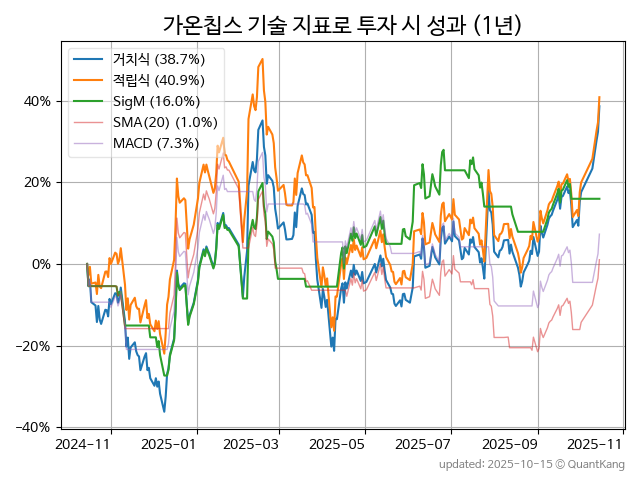 가온칩스 기술 지표로 투자 시 성과 (1년)
거치식 (38.7%)
적립식 (40.9%)
SigM (16.0%)
SMA(20) (1.0%)
MACD (7.3%)
40%
20%
0%
−20%
−40%
2024-11 2025-01 2025-03 2025-05 2025-07 2025-09 2025-11
updated: 2025-10-15 ⓒ QuantKang